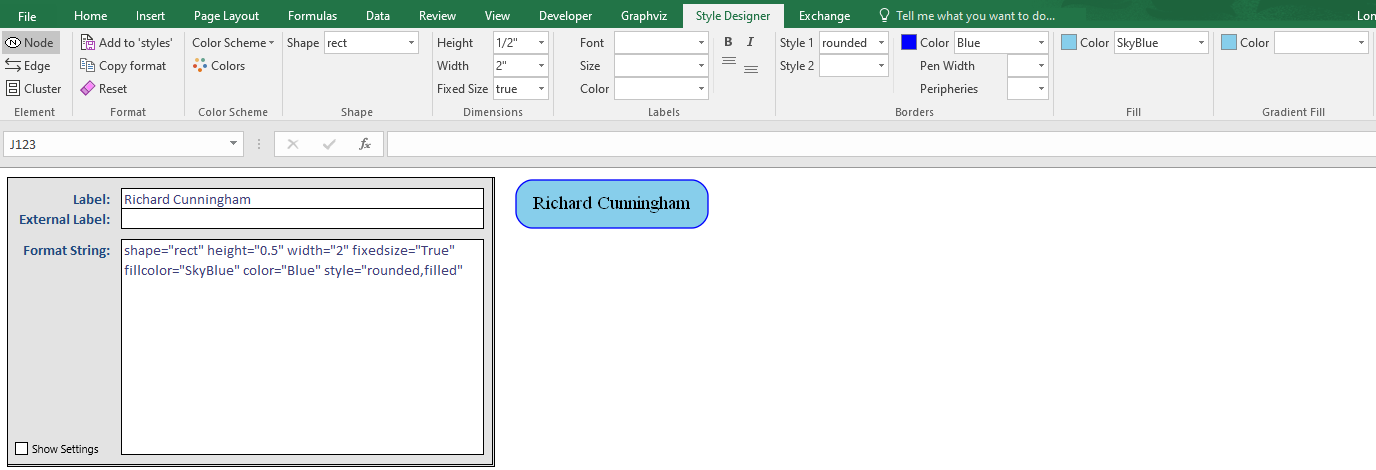 File Home Insert Page Layout Formulas Data Review View Developer Graphviz Style Designer Exchange Tell me what you want to do... Lon
N Node Add to 'styles' Color Scheme Shape rect Height 1/2" Font B I Style 1 rounded Color Blue Color SkyBlue Color
Edge Copy format Colors Width 2" Size Style 2 Pen Width
Cluster Reset Fixed Size true Color Peripheries
Element Format Color Scheme Shape Dimensions Labels Borders Fill Gradient Fill
J123 fx
Label: Richard Cunningham
External Label:
Richard Cunningham
Format String: shape="rect" height="0.5" width="2" fixedsize="True"
fillcolor="SkyBlue" color="Blue" style="rounded,filled"
Show Settings